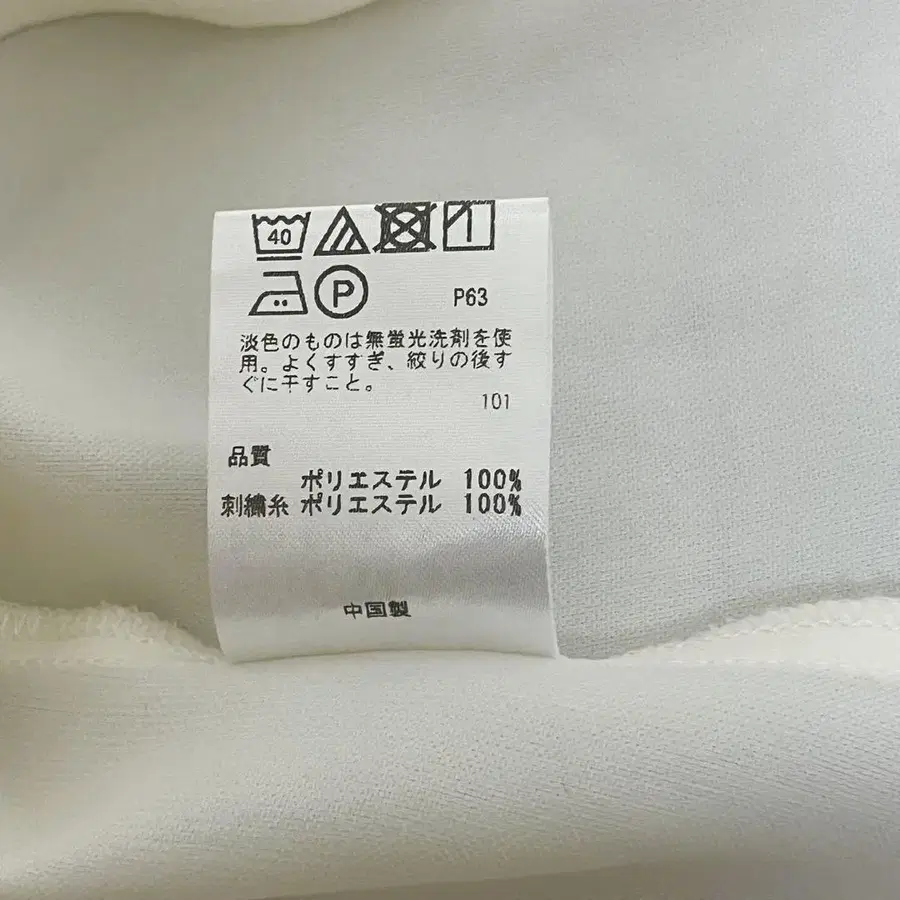 40
P
P63
淡色のものは無蛍光洗剤を使
用。よくすすぎ、絞りの後す
ぐに干すこと。
101
品質
ポリエステル 100%
刺繍糸 ポリエステル 100%
中国製